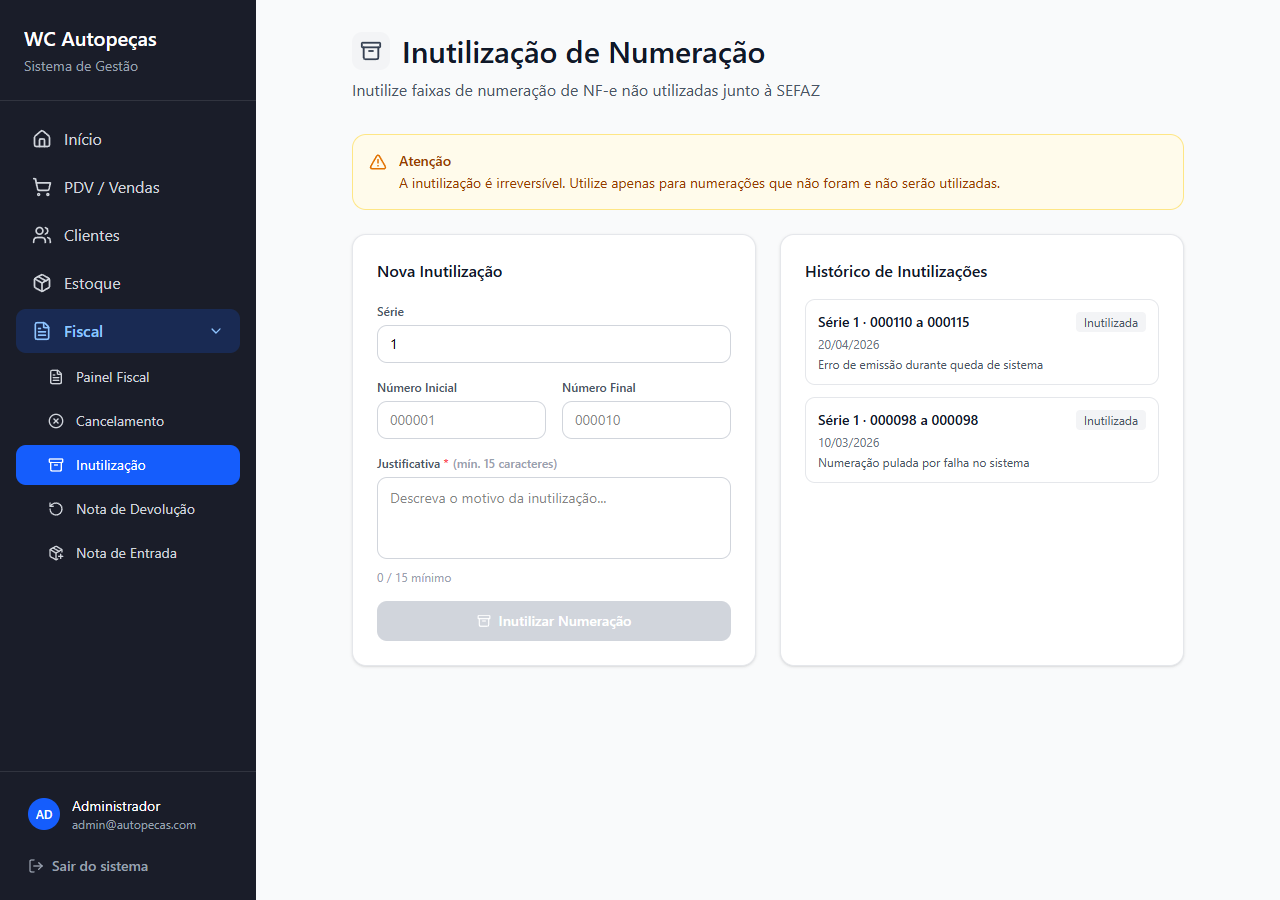 WC Autopeças
Sistema de Gestão
Início
PDV / Vendas
Clientes
Estoque
Fiscal
Painel Fiscal
Cancelamento
Inutilização
Nota de Devolução
Nota de Entrada
AD
Administrador
admin@autopecas.com
Sair do sistema
Inutilização de Numeração
Inutilize faixas de numeração de NF-e não utilizadas junto à SEFAZ
Atenção
A inutilização é irreversível. Utilize apenas para numerações que não foram e não serão utilizadas.
Nova Inutilização
Série
1
Número Inicial
Número Final
000001
000010
Justificativa * (mín. 15 caracteres)
Descreva o motivo da inutilização...
0 / 15 mínimo
Inutilizar Numeração
Histórico de Inutilizações
Série 1 · 000110 a 000115
Inutilizada
20/04/2026
Erro de emissão durante queda de sistema
Série 1 · 000098 a 000098
Inutilizada
10/03/2026
Numeração pulada por falha no sistema